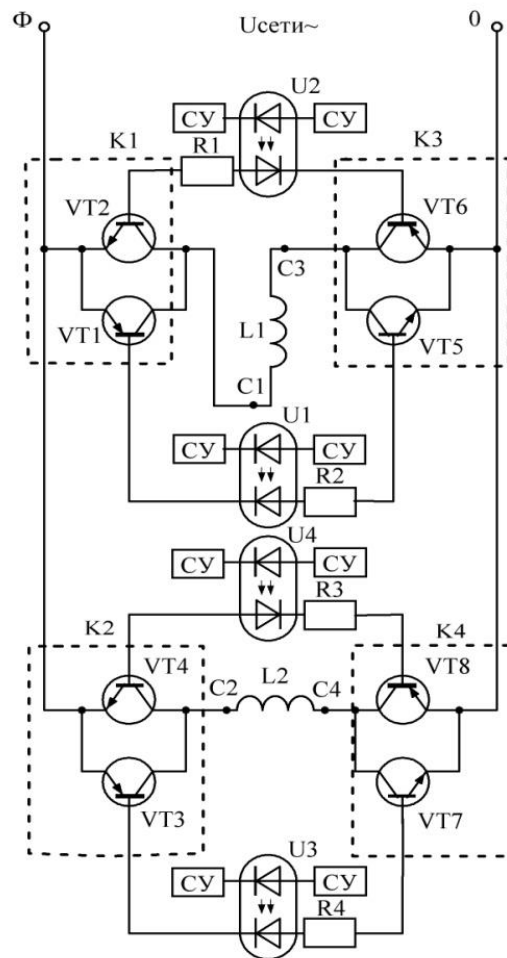 Ф Uсети~ 0
U2
СУ СУ
K1 R1 K3
VT2 VT6
C3
VT1 L1 VT5
C1
U1
СУ СУ
R2
U4
СУ СУ
R3
K2 K4
VT4 C2 L2 C4 VT8
VT3 VT7
U3
СУ СУ
R4